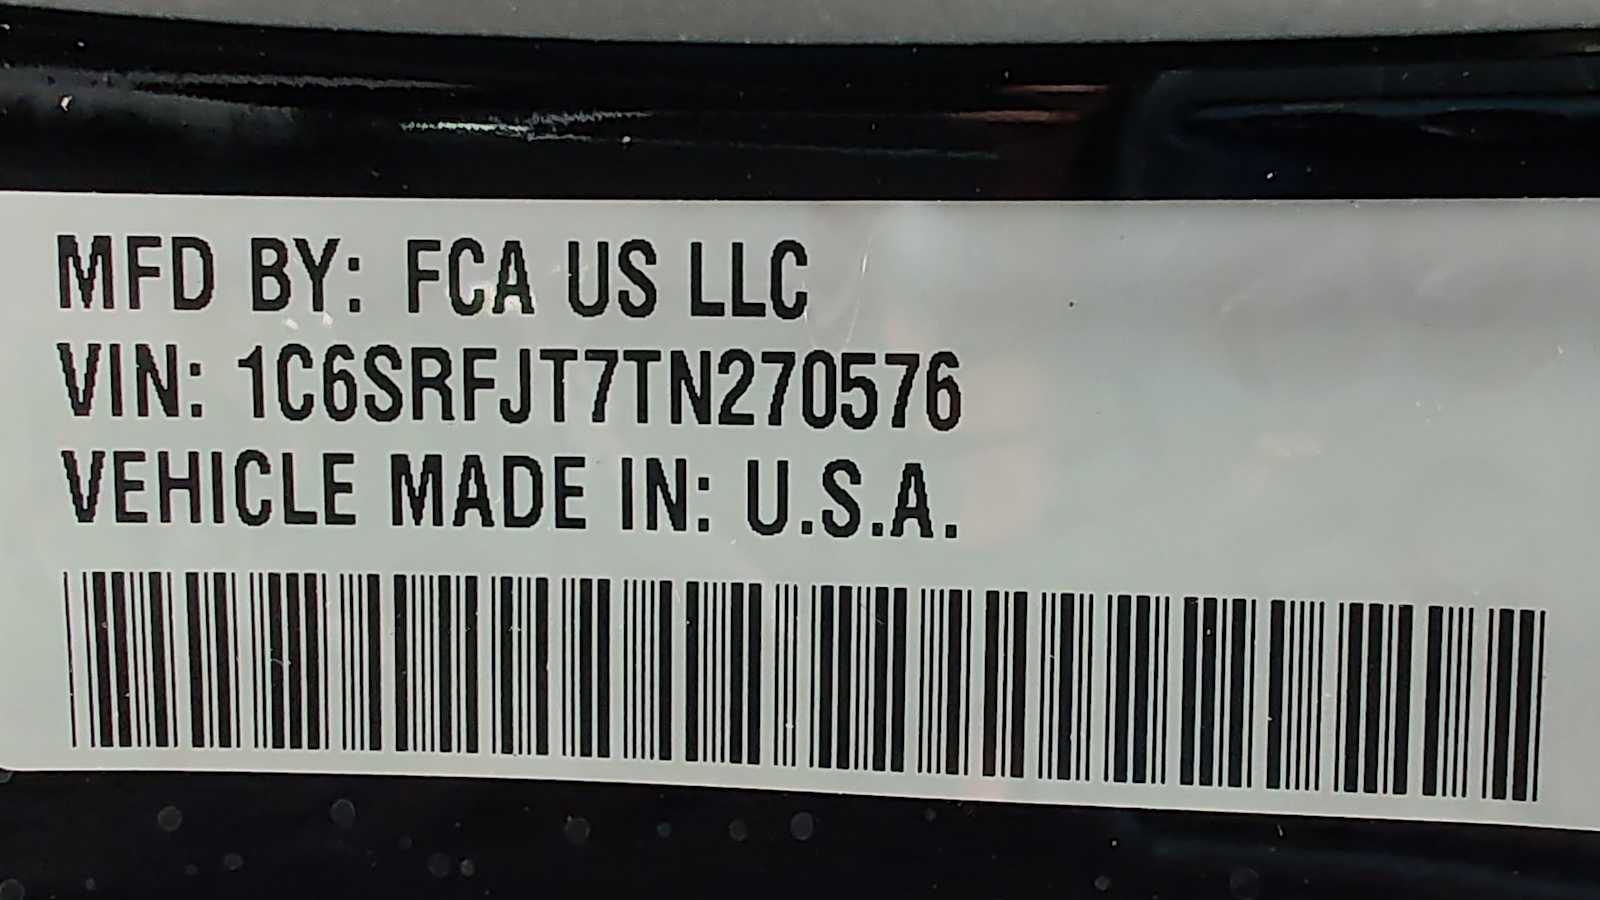 MFD BY: FCA US LLC
VIN: 1C6SRFJT7TN270576
VEHICLE MADE IN: U.S.A.